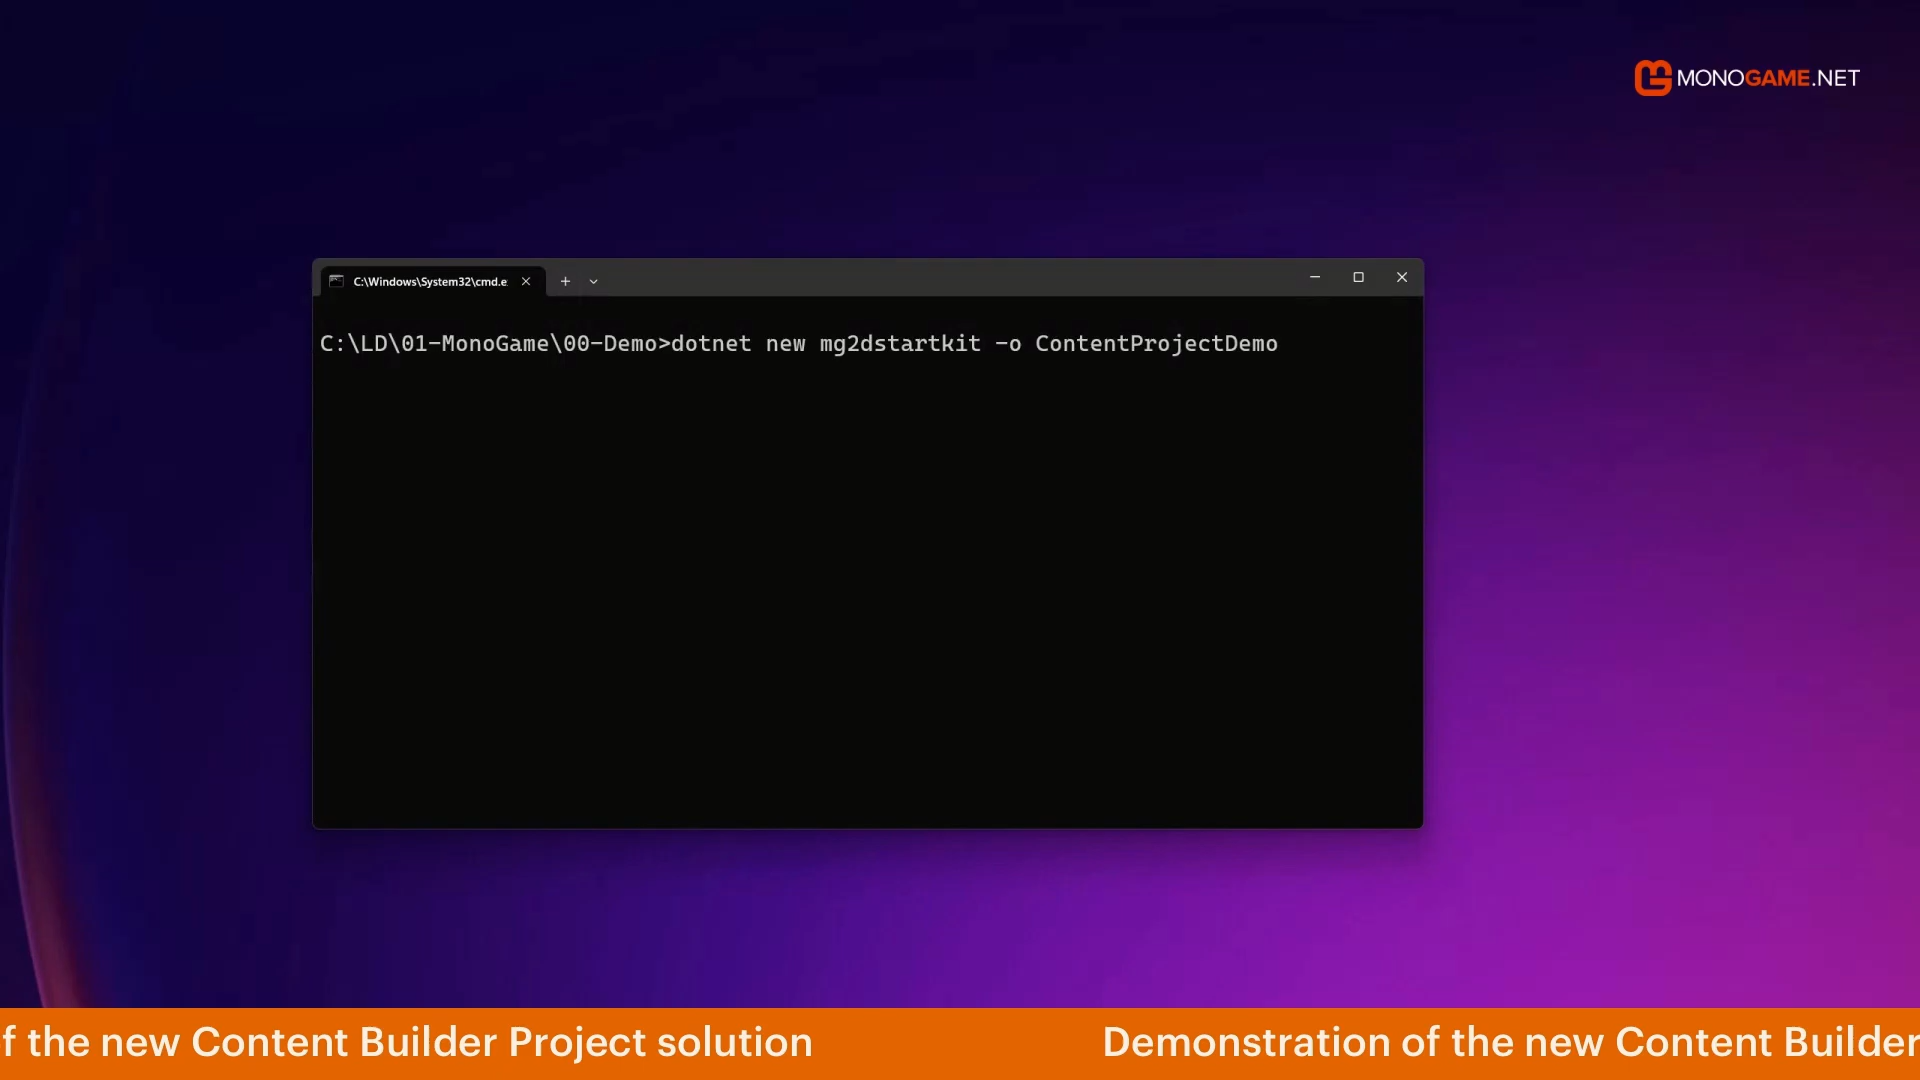 MONOGAME.NET
C:\Windows\System32\cmd.e
C:\LD\01-MonoGame\00-Demo>dotnet new mg2dstartkit -o ContentProjectDemo
f the new Content Builder Project solution
Demonstration of the new Content Builder